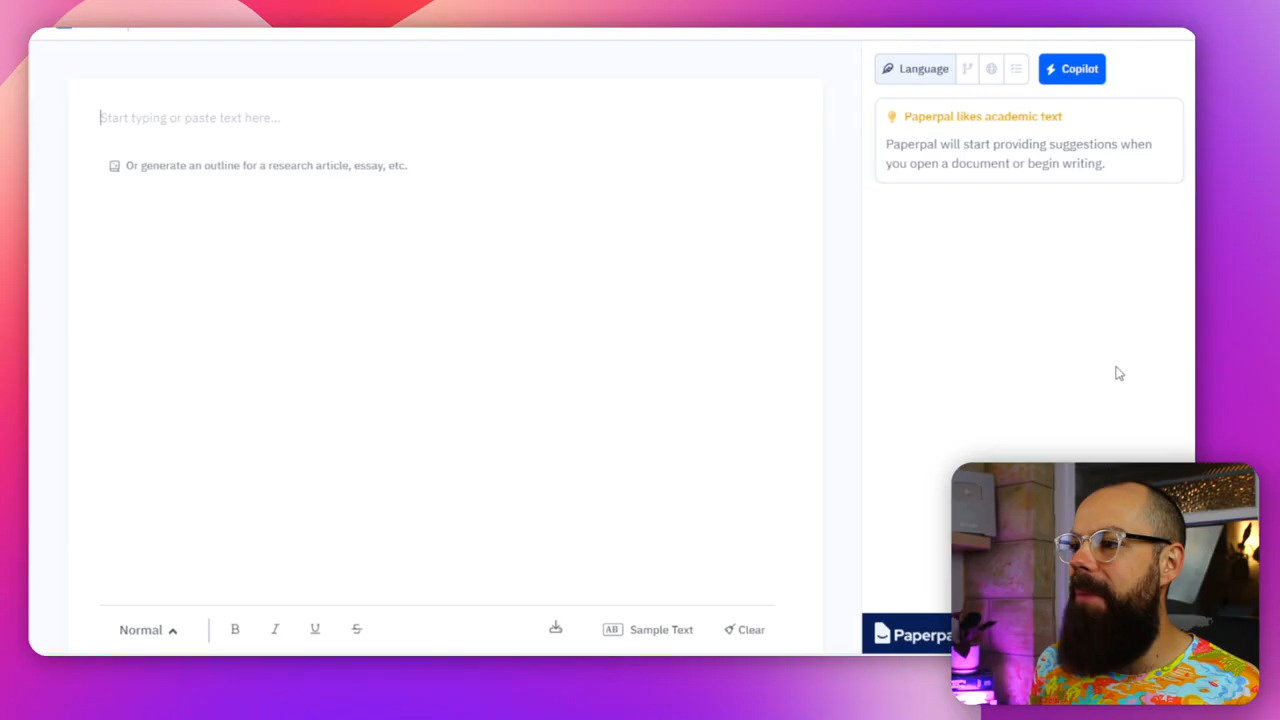 Language
Copilot
Start typing or paste text here...
Paperpal likes academic text
Paperpal will start providing suggestions when
you open a document or begin writing.
Or generate an outline for a research article, essay, etc.
Normal
B
I
U
S
AB
Sample Text
Clear
Paperpa